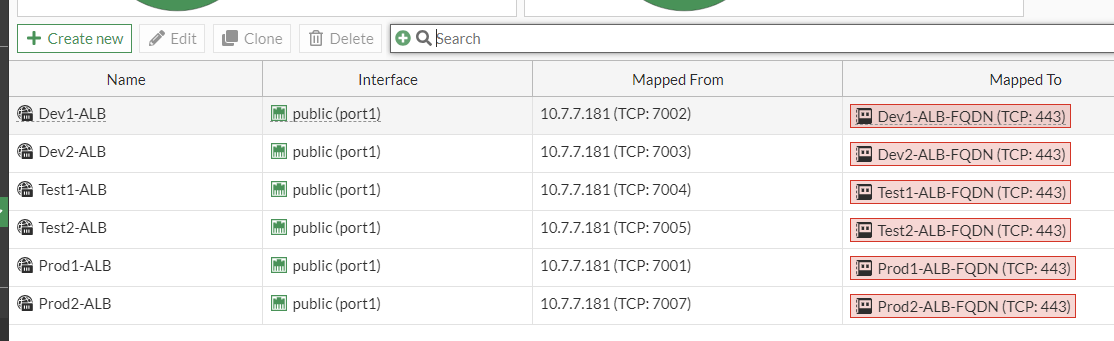 Create new Edit Clone Delete Search
Name Interface Mapped From Mapped To
Dev1-ALB public (port1) 10.7.7.181 (TCP: 7002) Dev1-ALB-FQDN (TCP: 443)
Dev2-ALB public (port1) 10.7.7.181 (TCP: 7003) Dev2-ALB-FQDN (TCP: 443)
Test1-ALB public (port1) 10.7.7.181 (TCP: 7004) Test1-ALB-FQDN (TCP: 443)
Test2-ALB public (port1) 10.7.7.181 (TCP: 7005) Test2-ALB-FQDN (TCP: 443)
Prod1-ALB public (port1) 10.7.7.181 (TCP: 7001) Prod1-ALB-FQDN (TCP: 443)
Prod2-ALB public (port1) 10.7.7.181 (TCP: 7007) Prod2-ALB-FQDN (TCP: 443)